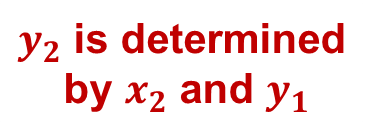 y₂ is determined
by x₂ and y₁